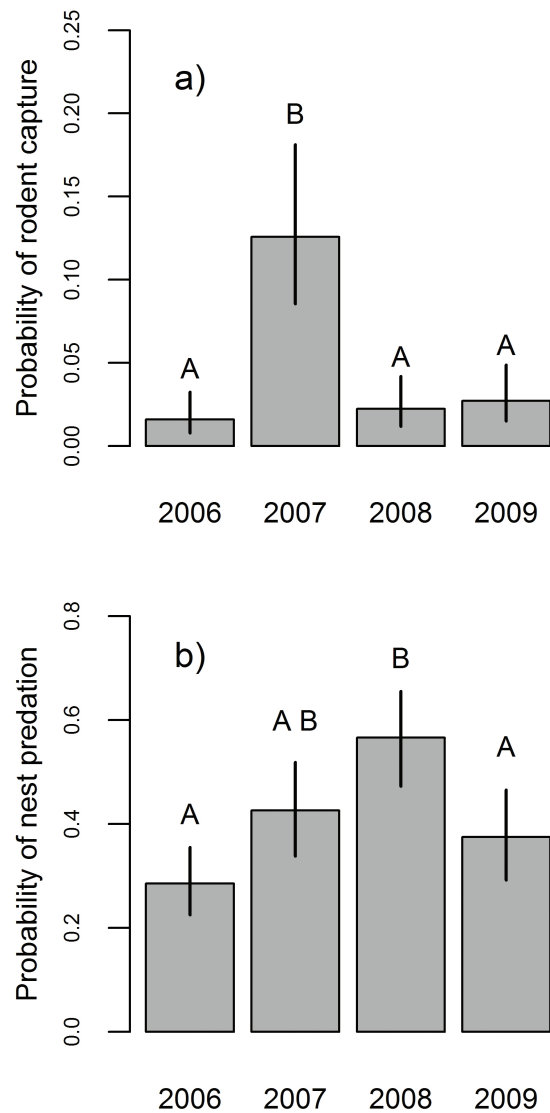 a)
Probability of rodent capture
0.25
0.20
0.15
0.10
0.05
0.00
A
B
A
A
2006 2007 2008 2009
b)
Probability of nest predation
0.8
0.6
0.4
0.2
0.0
A
A B
B
A
2006 2007 2008 2009